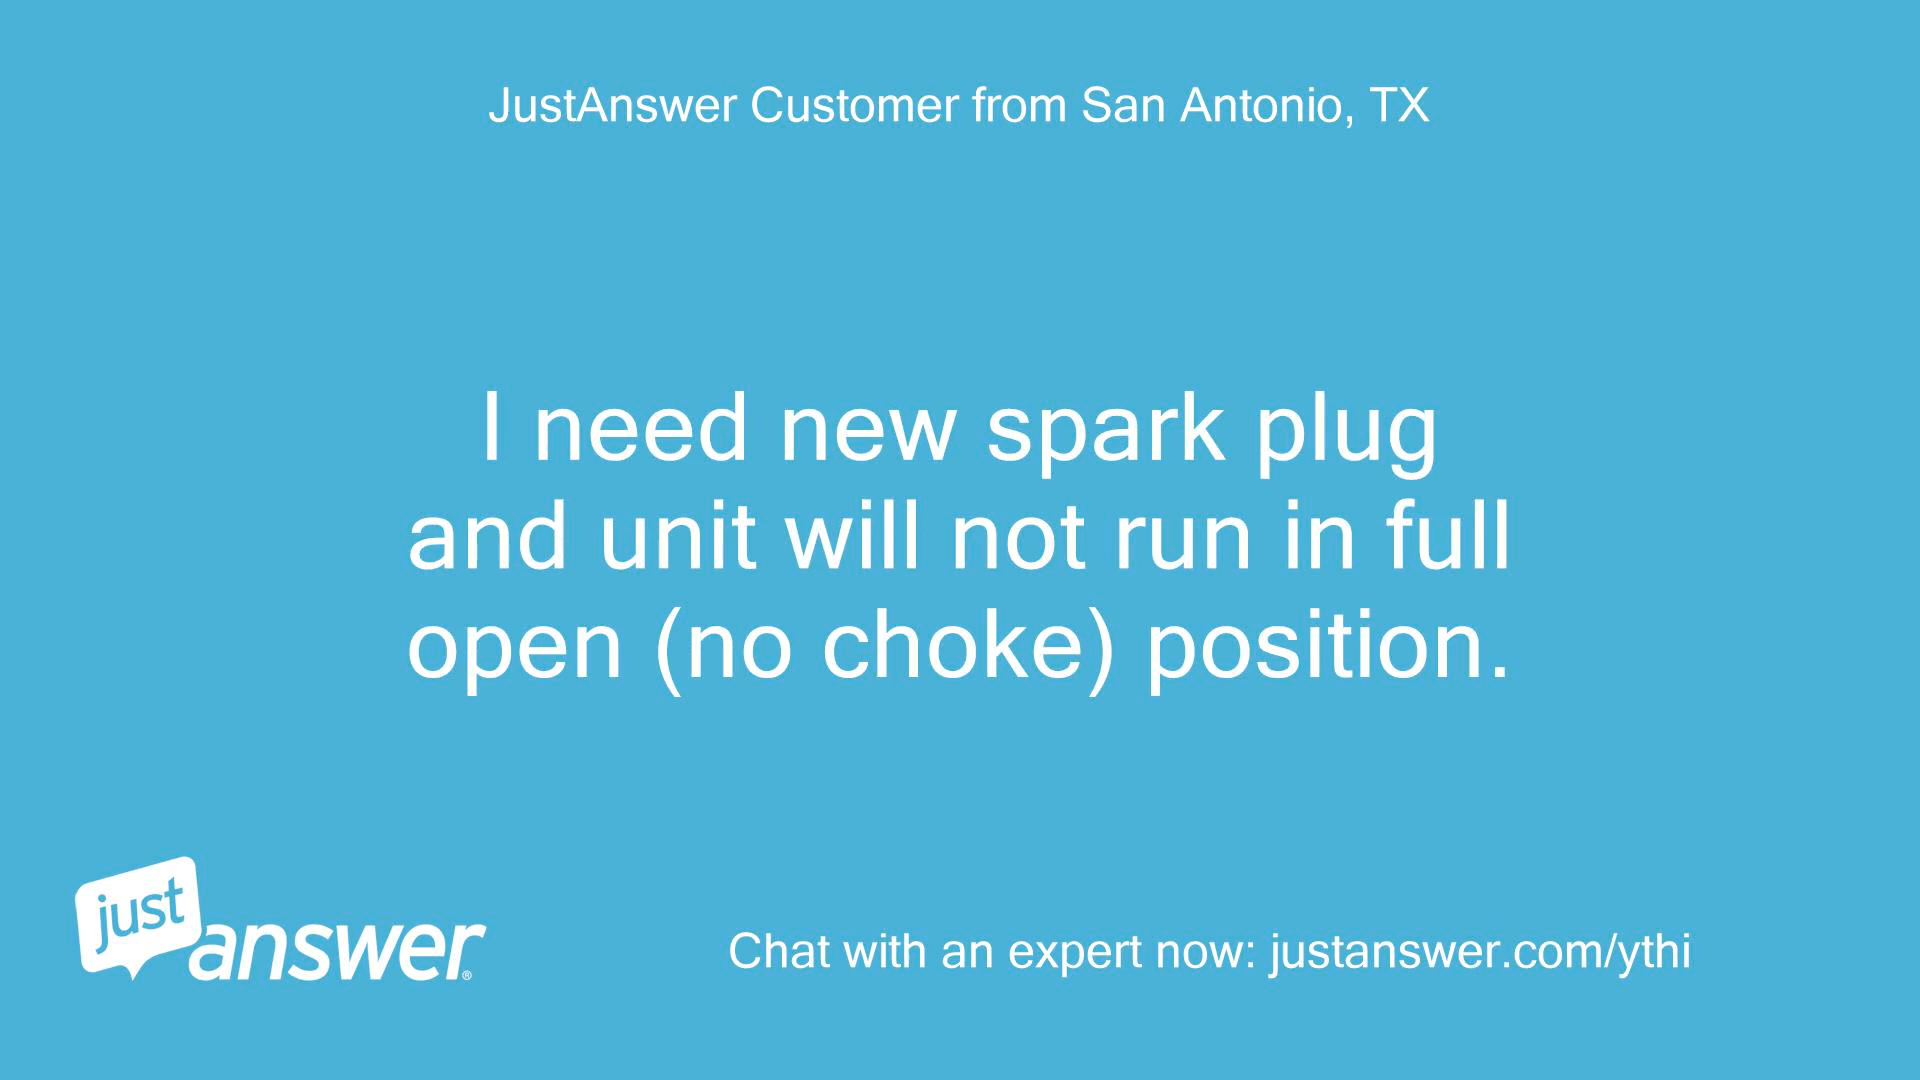 JustAnswer Customer from San Antonio, TX
I need new spark plug
and unit will not run in full
open (no choke) position.
just
answer®
Chat with an expert now: justanswer.com/ythi